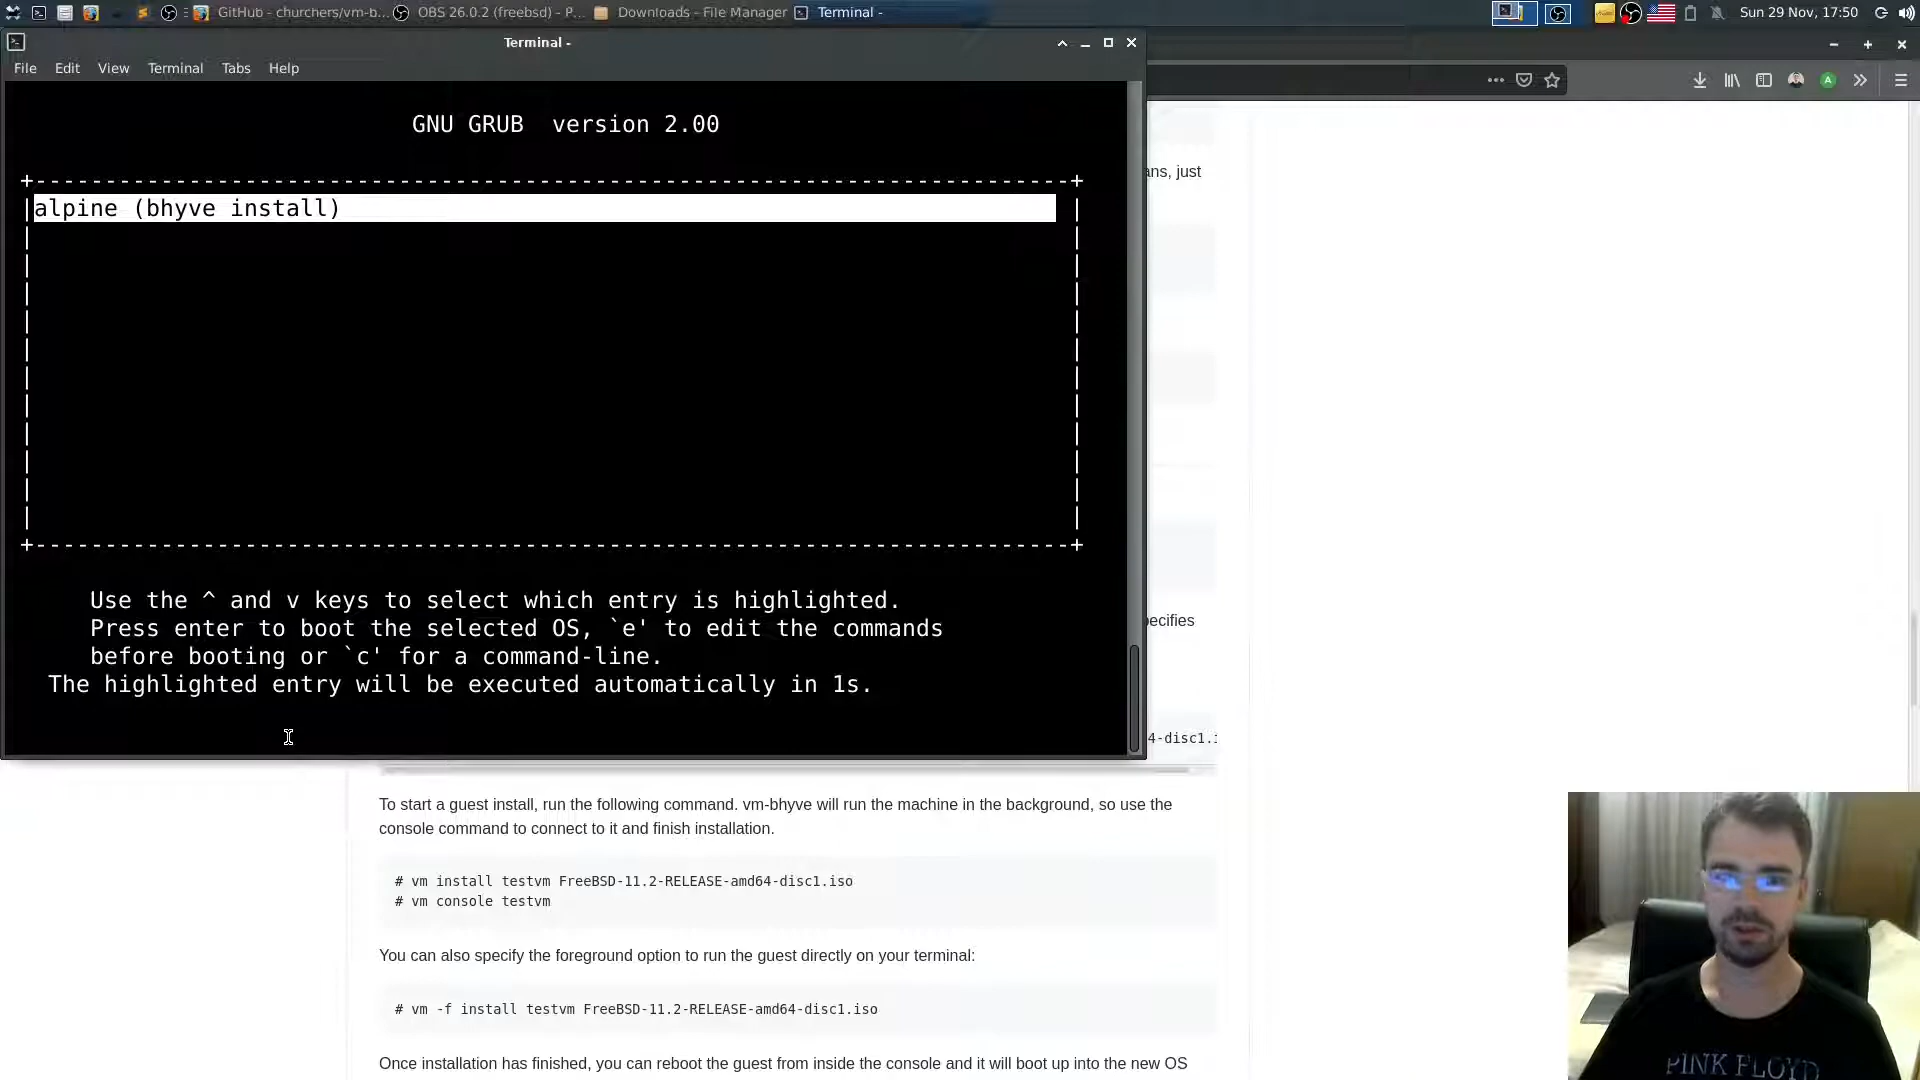 GitHub - churchers/vm-b...
OBS 26.0.2 (freebsd) - P...
Downloads - File Manager
Terminal -
Sun 29 Nov, 17:50
Terminal -
File Edit View Terminal Tabs Help
A
GNU GRUB version 2.00
ans, just
+----------------------------------------------------------------------------+
alpine (bhyve install)
+----------------------------------------------------------------------------+
Use the ^ and v keys to select which entry is highlighted.
ecifies
Press enter to boot the selected OS, `e' to edit the commands
before booting or `c' for a command-line.
The highlighted entry will be executed automatically in 1s.
4-disc1.i
To start a guest install, run the following command. vm-bhyve will run the machine in the background, so use the
console command to connect to it and finish installation.
# vm install testvm FreeBSD-11.2-RELEASE-amd64-disc1.iso
# vm console testvm
You can also specify the foreground option to run the guest directly on your terminal:
# vm -f install testvm FreeBSD-11.2-RELEASE-amd64-disc1.iso
Once installation has finished, you can reboot the guest from inside the console and it will boot up into the new OS
PINK FLOYD